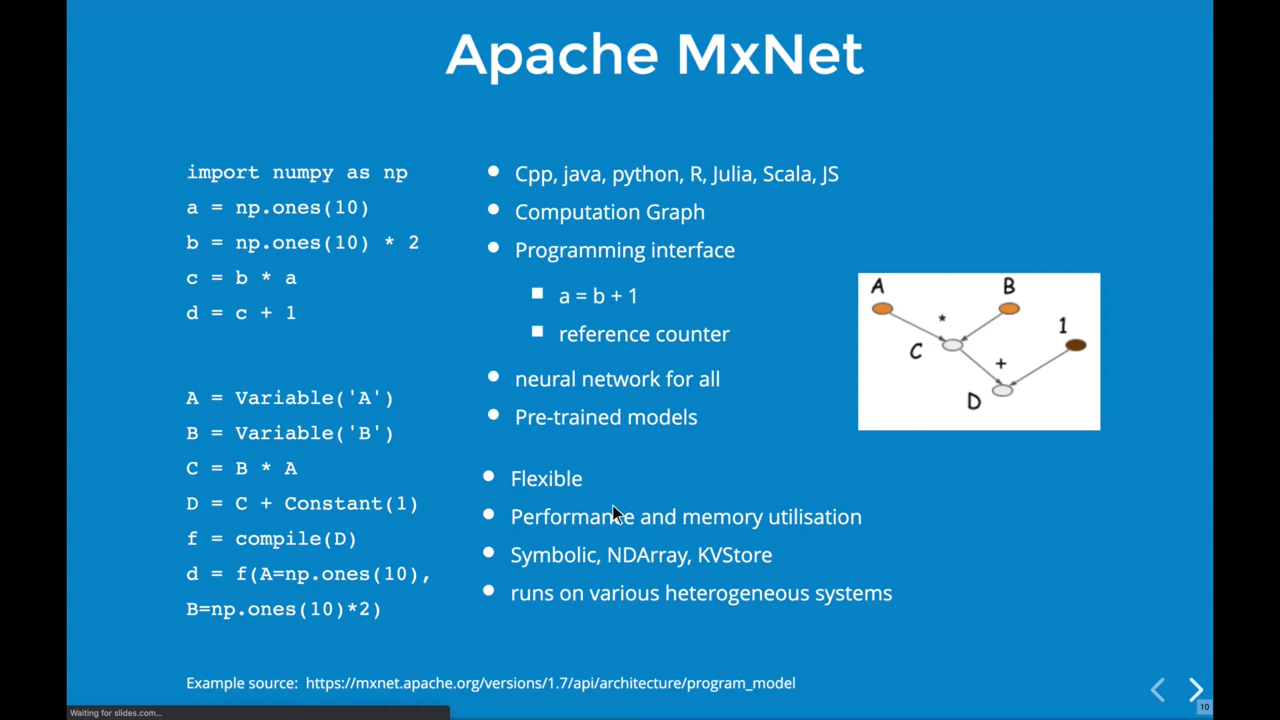 Apache MxNet
import numpy as np
a = np.ones(10)
b = np.ones(10) * 2
c = b * a
d = c + 1
A = Variable('A')
B = Variable('B')
C = B * A
D = C + Constant(1)
f = compile(D)
d = f(A=np.ones(10),
B=np.ones(10)*2)
Cpp, java, python, R, Julia, Scala, JS
Computation Graph
Programming interface
a = b + 1
reference counter
neural network for all
Pre-trained models
Flexible
Performance and memory utilisation
Symbolic, NDArray, KVStore
runs on various heterogeneous systems
A
B
*
1
C
+
D
Example source: https://mxnet.apache.org/versions/1.7/api/architecture/program_model
10
Waiting for slides.com...